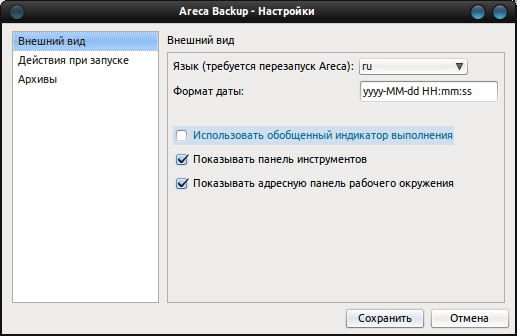 Areca Backup - Настройки
Внешний вид
Действия при запуске
Архивы
Внешний вид
Язык (требуется перезапуск Areca): ru
Формат даты: yyyy-MM-dd HH:mm:ss
Использовать обобщенный индикатор выполнения
Показывать панель инструментов
Показывать адресную панель рабочего окружения
Сохранить Отмена